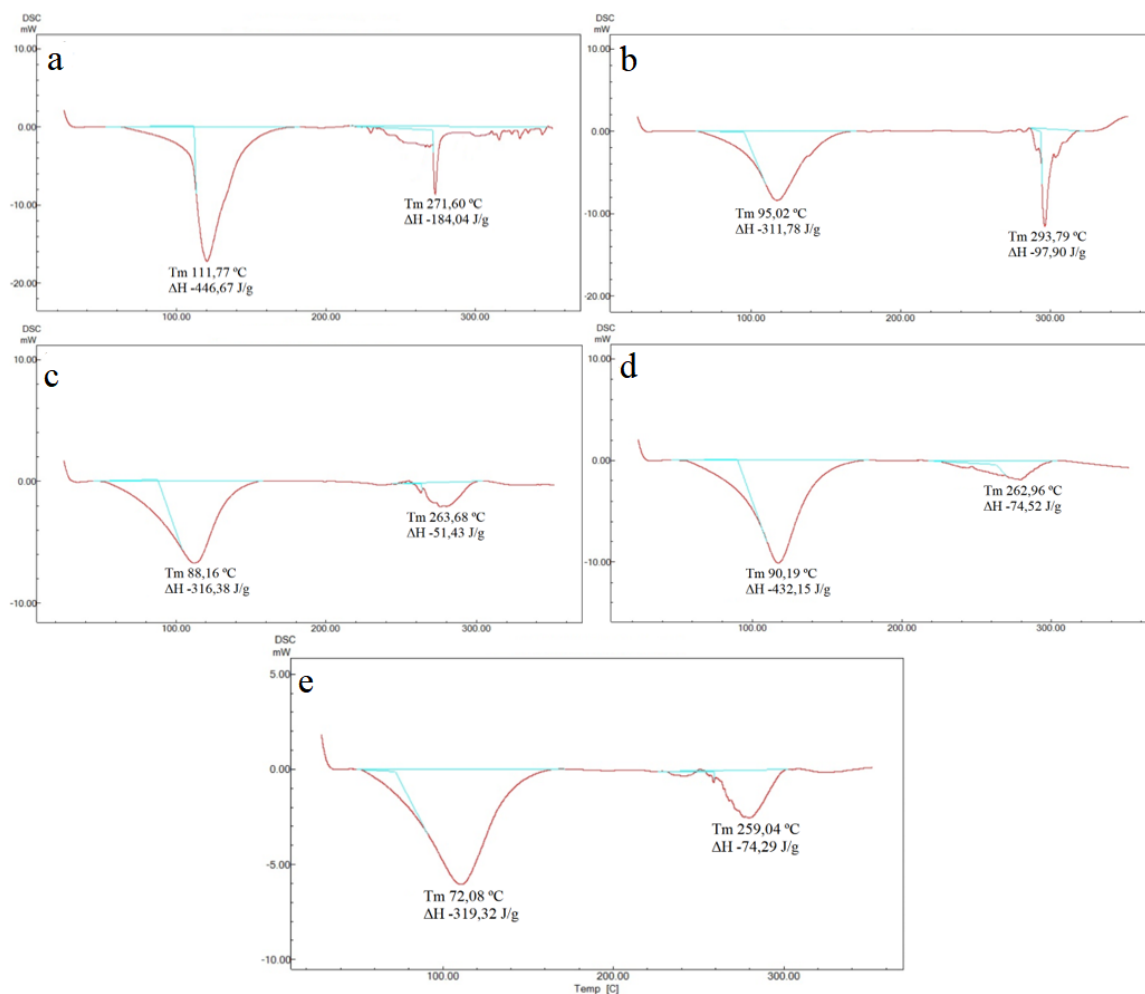 DSC
mW
10.00
0.00
-10.00
-20.00
a
Tm 111,77 ºC
ΔH -446,67 J/g
Tm 271,60 ºC
ΔH -184,04 J/g
100.00 200.00 300.00
DSC
mW
10.00
0.00
-10.00
-20.00
b
Tm 95,02 ºC
ΔH -311,78 J/g
Tm 293,79 ºC
ΔH -97,90 J/g
100.00 200.00 300.00
DSC
mW
10.00
0.00
-10.00
c
Tm 88,16 ºC
ΔH -316,38 J/g
Tm 263,68 ºC
ΔH -51,43 J/g
100.00 200.00 300.00
DSC
mW
10.00
0.00
-10.00
d
Tm 90,19 ºC
ΔH -432,15 J/g
Tm 262,96 ºC
ΔH -74,52 J/g
100.00 200.00 300.00
DSC
mW
5.00
0.00
-5.00
-10.00
e
Tm 72,08 ºC
ΔH -319,32 J/g
Tm 259,04 ºC
ΔH -74,29 J/g
100.00 200.00 300.00
Temp [C]